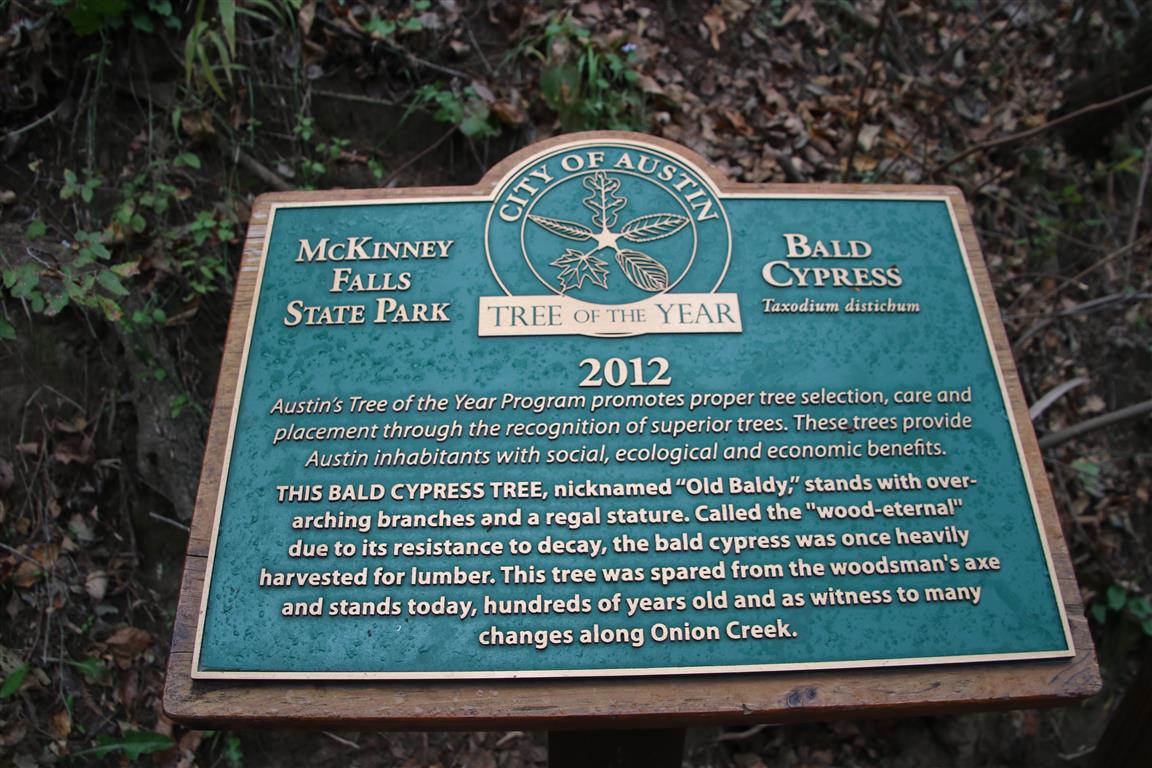 CITY OF AUSTIN
McKinney
Falls
State Park
Bald
Cypress
Taxodium distichum
TREE OF THE YEAR
2012
Austin's Tree of the Year Program promotes proper tree selection, care and
placement through the recognition of superior trees. These trees provide
Austin inhabitants with social, ecological and economic benefits.
THIS BALD CYPRESS TREE, nicknamed “Old Baldy,” stands with over-
arching branches and a regal stature. Called the "wood-eternal"
due to its resistance to decay, the bald cypress was once heavily
harvested for lumber. This tree was spared from the woodsman's axe
and stands today, hundreds of years old and as witness to many
changes along Onion Creek.